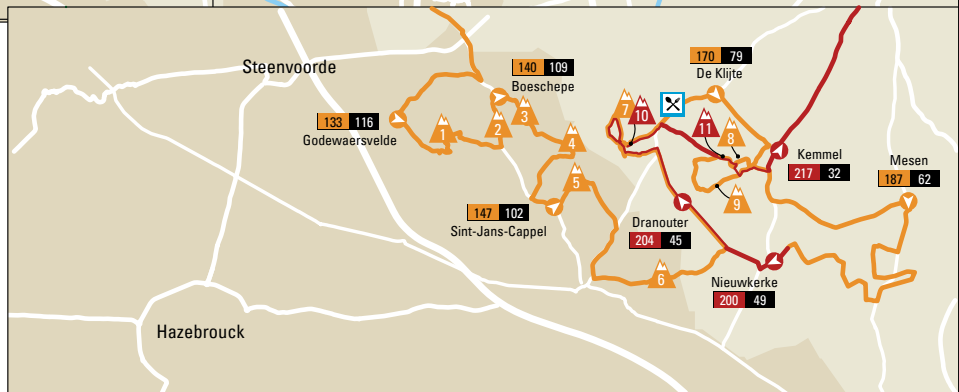 Steenvoorde
140 109
Boeschepe
170 79
De Klijte
133 116
Godewaersvelde
1
2
3
4
5
6
7
10
11
8
9
Kemmel
217 32
Mesen
187 62
147 102
Sint-Jans-Cappel
Dranouter
204 45
Nieuwkerke
200 49
Hazebrouck